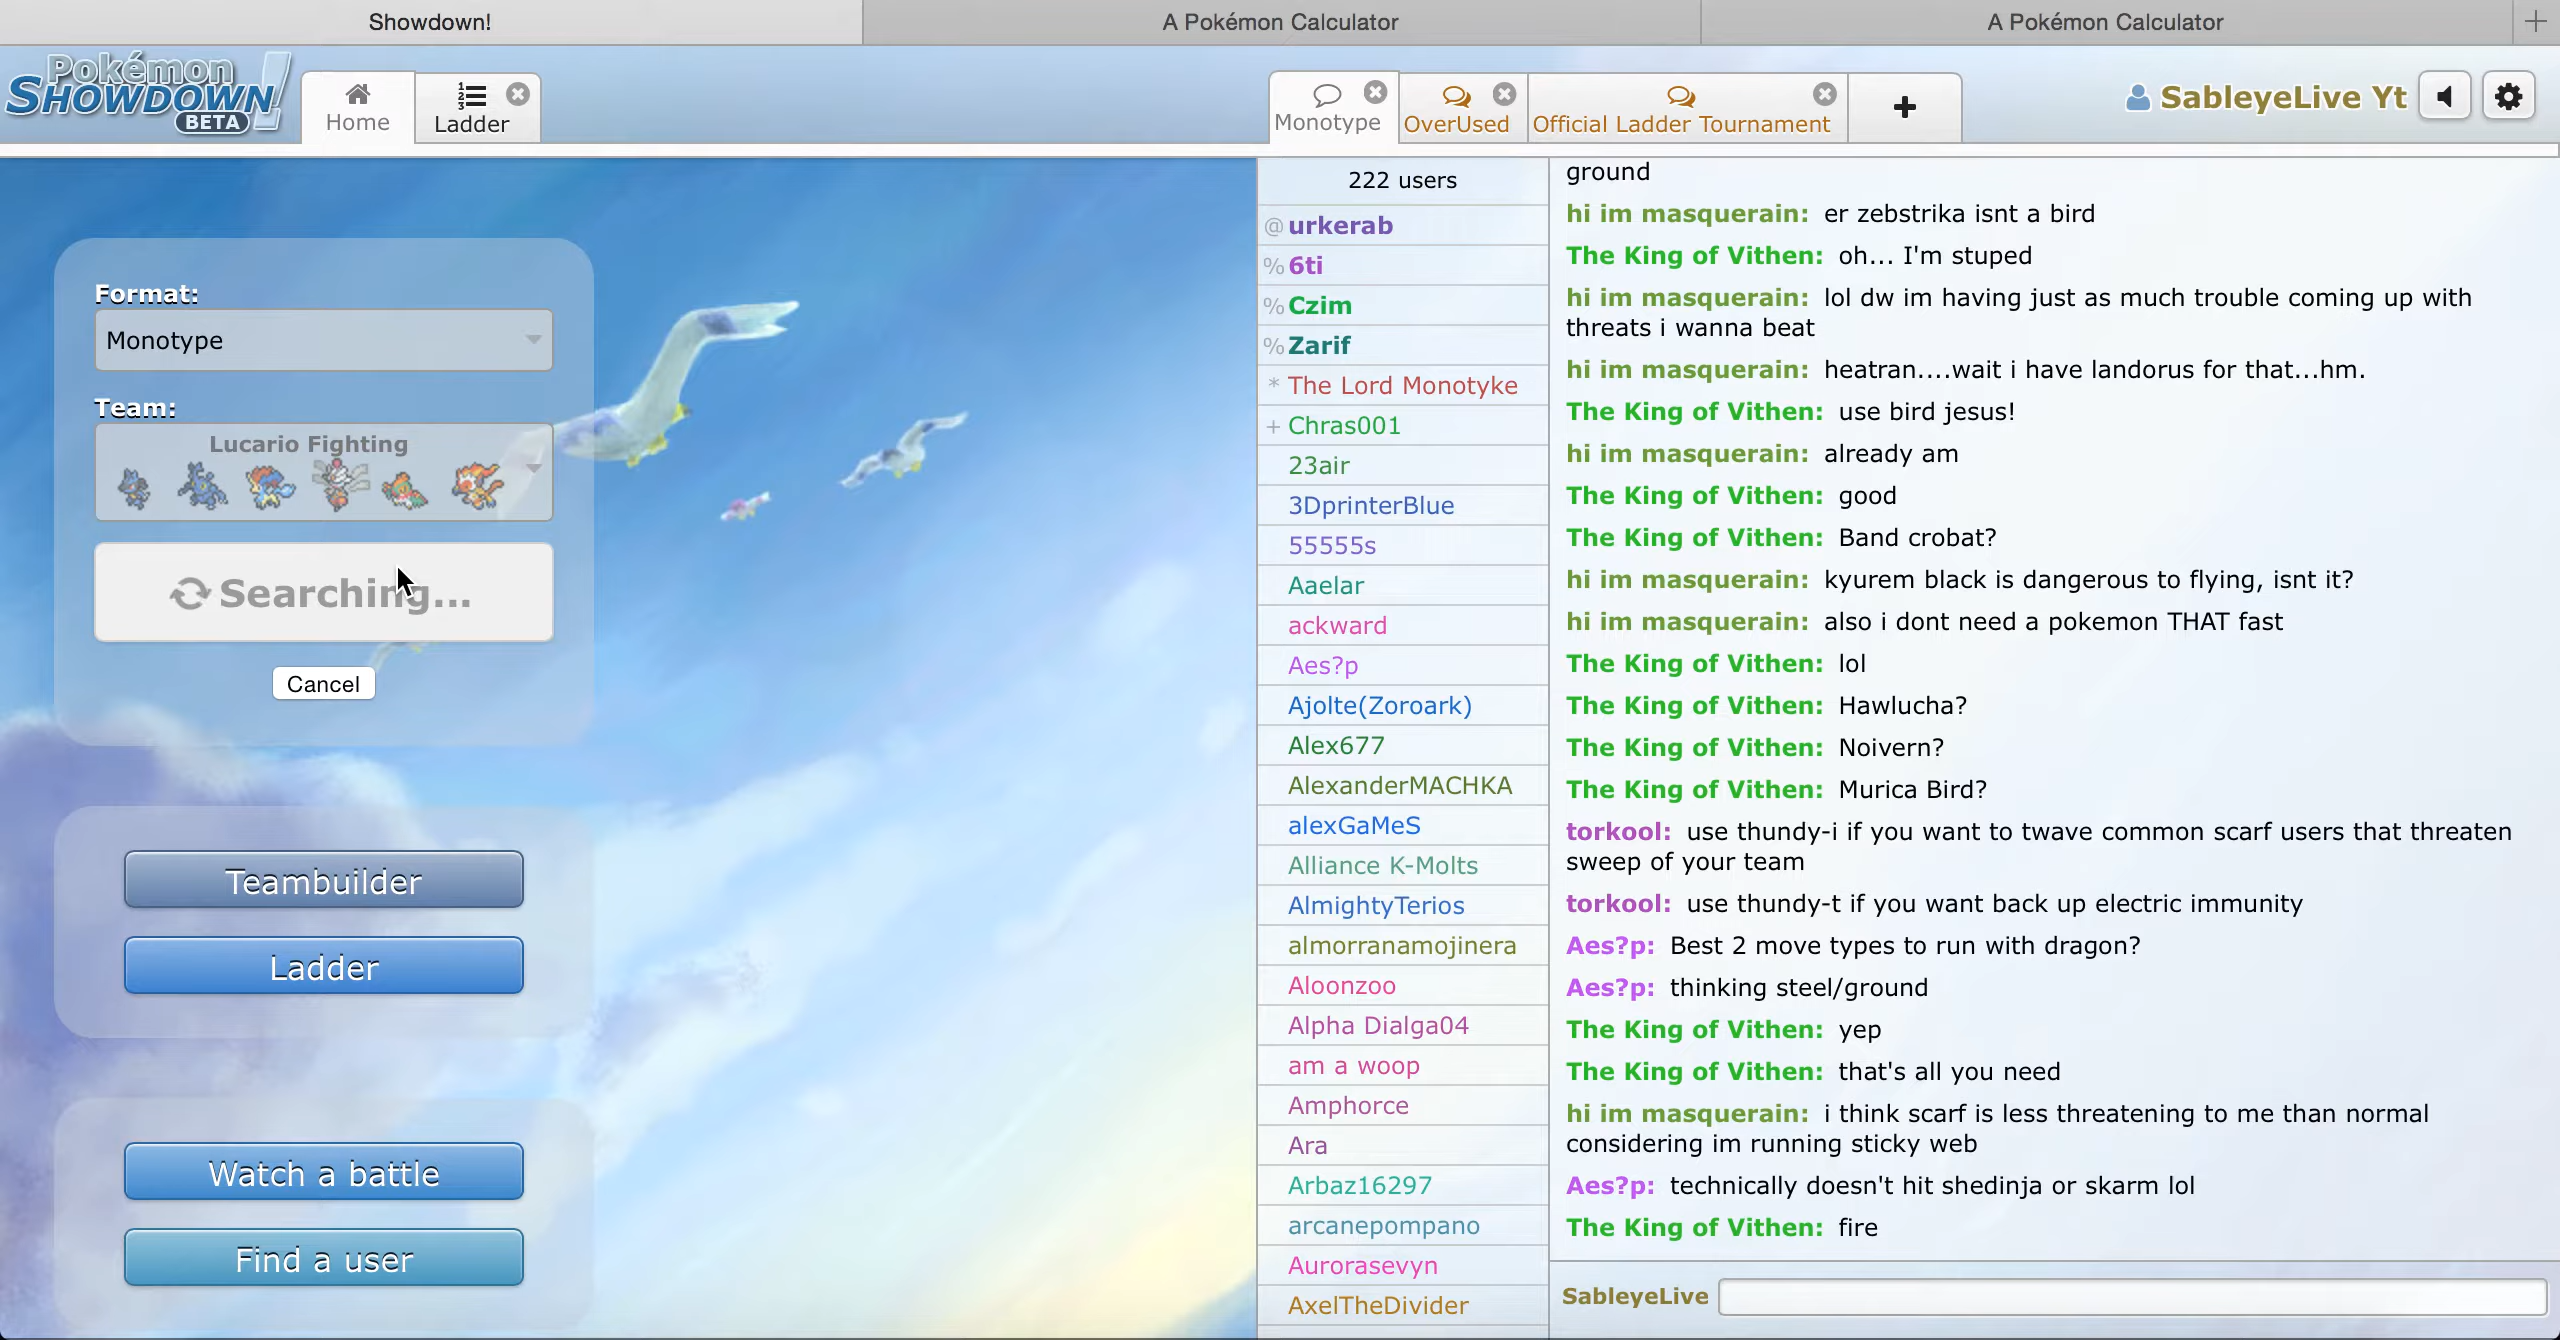 Showdown!
A Pokémon Calculator
A Pokémon Calculator
Pokémon
SHOWDOWN!
BETA
Home
Ladder
Monotype
OverUsed
Official Ladder Tournament
SableyeLive Yt
Format:
Monotype
Team:
Lucario Fighting
Searching...
Cancel
Teambuilder
Ladder
Watch a battle
Find a user
222 users
@urkerab
%6ti
%Czim
%Zarif
* The Lord Monotyke
+ Chras001
23air
3DprinterBlue
55555s
Aaelar
ackward
Aes?p
Ajolte(Zoroark)
Alex677
AlexanderMACHKA
alexGaMeS
Alliance K-Molts
AlmightyTerios
almorranamojinera
Aloonzoo
Alpha Dialga04
am a woop
Amphorce
Ara
Arbaz16297
arcanepompano
Aurorasevyn
AxelTheDivider
ground
hi im masquerain: er zebstrika isnt a bird
The King of Vithen: oh... I'm stuped
hi im masquerain: lol dw im having just as much trouble coming up with
threats i wanna beat
hi im masquerain: heatran....wait i have landorus for that...hm.
The King of Vithen: use bird jesus!
hi im masquerain: already am
The King of Vithen: good
The King of Vithen: Band crobat?
hi im masquerain: kyurem black is dangerous to flying, isnt it?
hi im masquerain: also i dont need a pokemon THAT fast
The King of Vithen: lol
The King of Vithen: Hawlucha?
The King of Vithen: Noivern?
The King of Vithen: Murica Bird?
torkool: use thundy-i if you want to twave common scarf users that threaten
sweep of your team
torkool: use thundy-t if you want back up electric immunity
Aes?p: Best 2 move types to run with dragon?
Aes?p: thinking steel/ground
The King of Vithen: yep
The King of Vithen: that's all you need
hi im masquerain: i think scarf is less threatening to me than normal
considering im running sticky web
Aes?p: technically doesn't hit shedinja or skarm lol
The King of Vithen: fire
SableyeLive